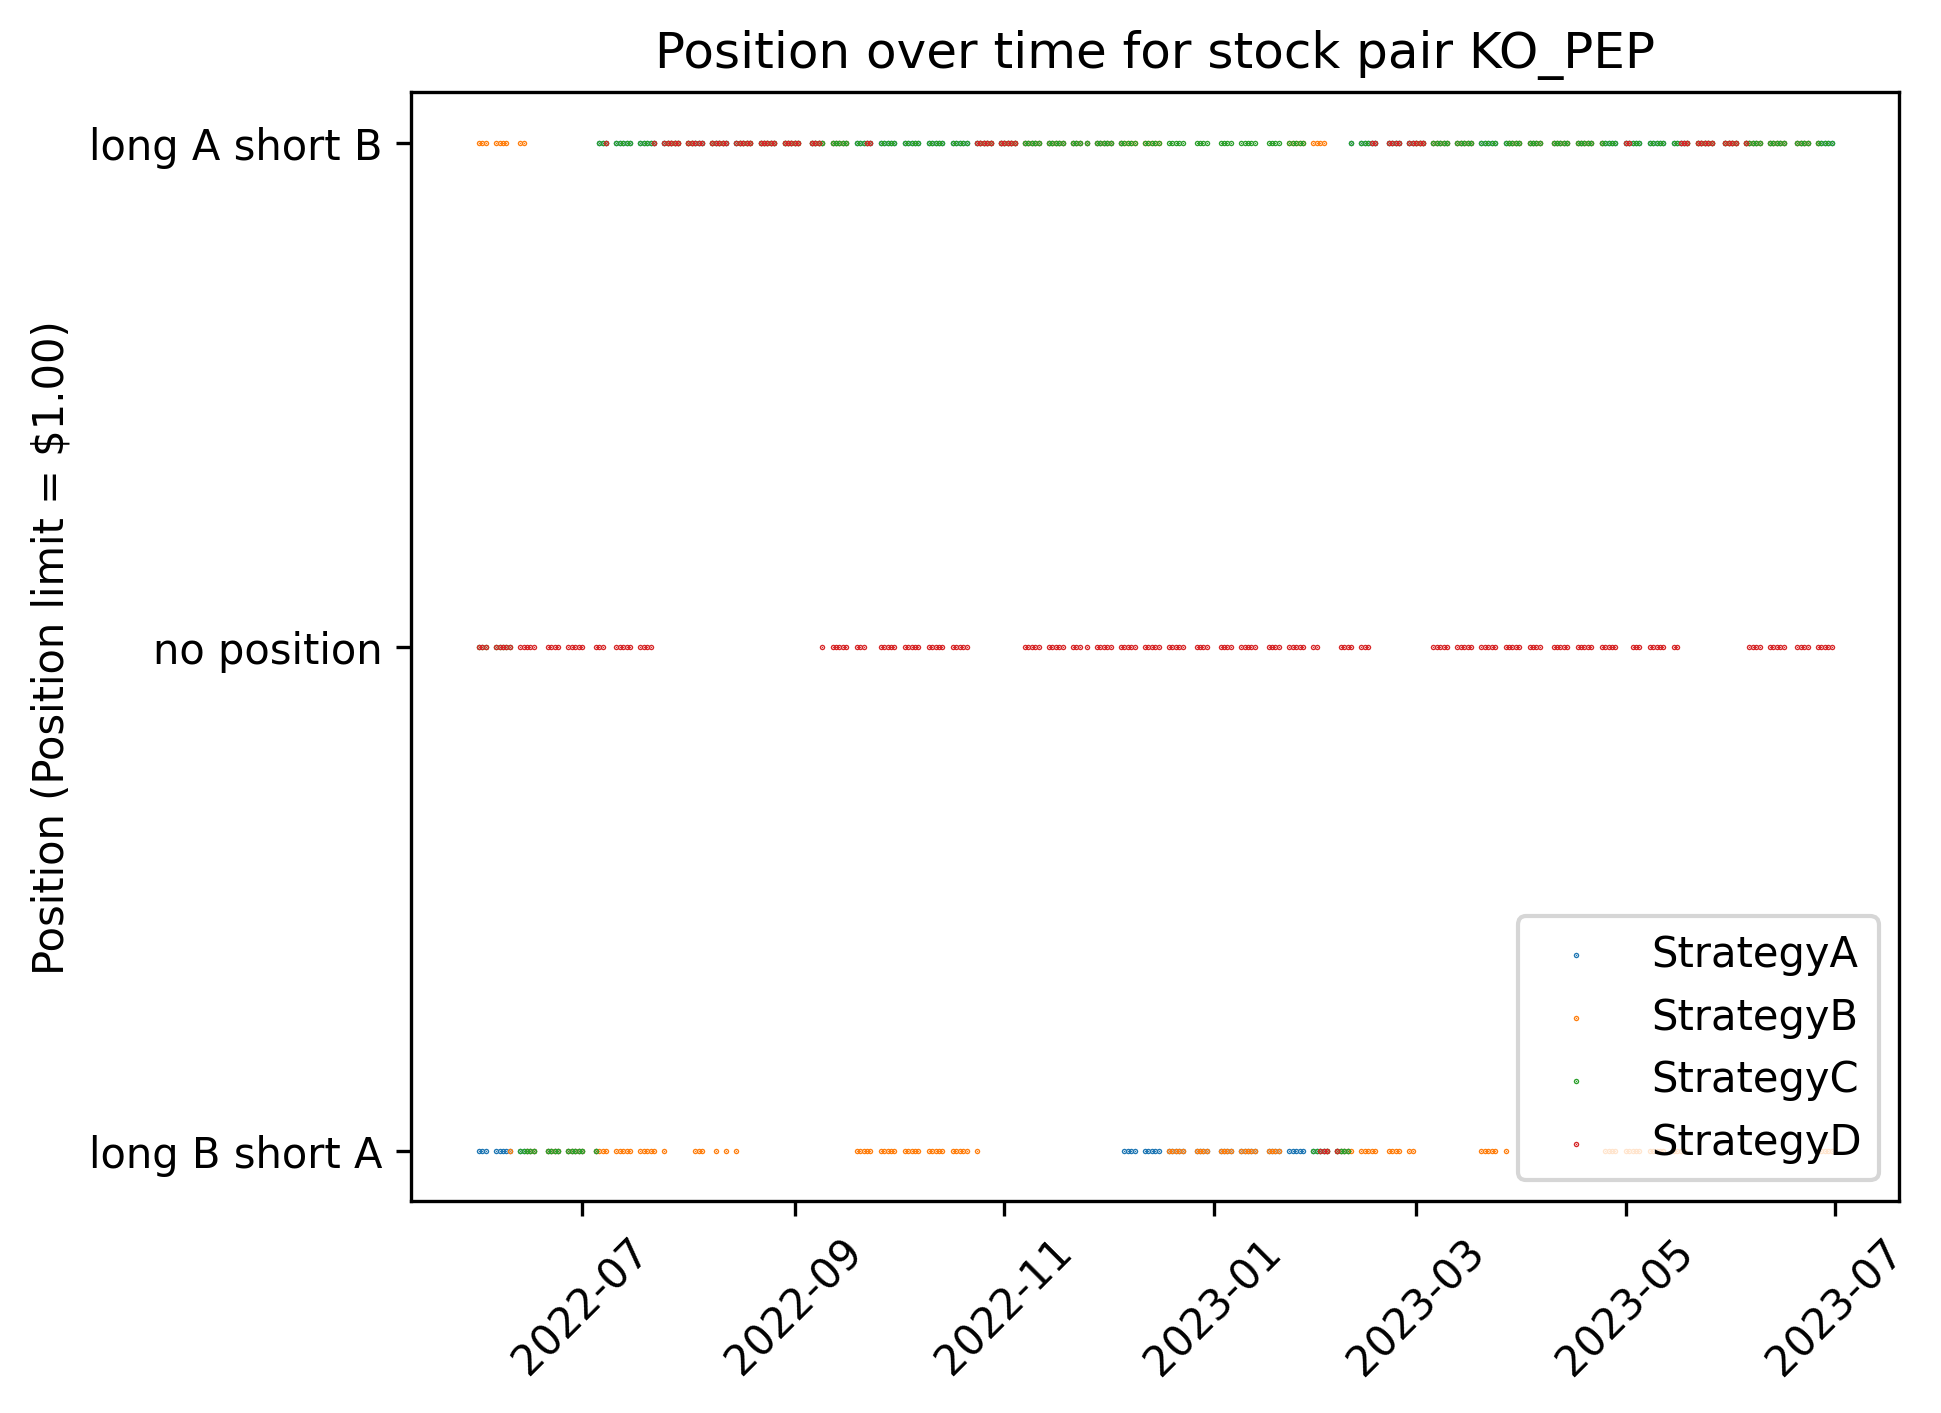 Position over time for stock pair KO_PEP
Position (Position limit = $1.00)
long A short B
no position
long B short A
StrategyA
StrategyB
StrategyC
StrategyD
2022-07
2022-09
2022-11
2023-01
2023-03
2023-05
2023-07